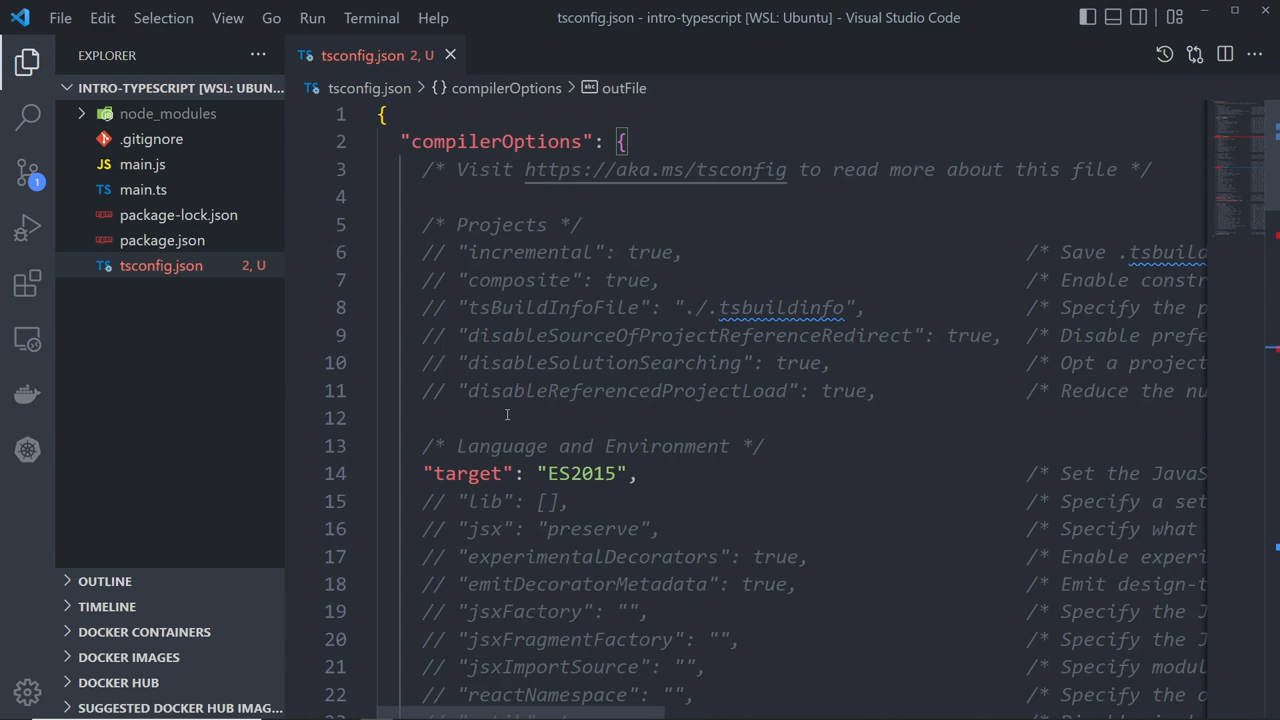 File Edit Selection View Go Run Terminal Help
tsconfig.json - intro-typescript [WSL: Ubuntu] - Visual Studio Code
EXPLORER
INTRO-TYPESCRIPT [WSL: UBUN...
node_modules
.gitignore
main.js
main.ts
package-lock.json
package.json
tsconfig.json 2, U
OUTLINE
TIMELINE
DOCKER CONTAINERS
DOCKER IMAGES
DOCKER HUB
SUGGESTED DOCKER HUB IMAG...
1
TS tsconfig.json 2, U
TS tsconfig.json > {} compilerOptions > abc outFile
1 {
2 "compilerOptions": {
3 /* Visit https://aka.ms/tsconfig to read more about this file */
4
5 /* Projects */
6 // "incremental": true, /* Save .tsbuild
7 // "composite": true, /* Enable constr
8 // "tsBuildInfoFile": "./.tsbuildinfo", /* Specify the p
9 // "disableSourceOfProjectReferenceRedirect": true, /* Disable prefe
10 // "disableSolutionSearching": true, /* Opt a project
11 // "disableReferencedProjectLoad": true, /* Reduce the nu
12
13 /* Language and Environment */
14 "target": "ES2015", /* Set the JavaS
15 // "lib": [], /* Specify a set
16 // "jsx": "preserve", /* Specify what
17 // "experimentalDecorators": true, /* Enable experi
18 // "emitDecoratorMetadata": true, /* Emit design-t
19 // "jsxFactory": "", /* Specify the J
20 // "jsxFragmentFactory": "", /* Specify the J
21 // "jsxImportSource": "", /* Specify modul
22 // "reactNamespace": "", /* Specify the o